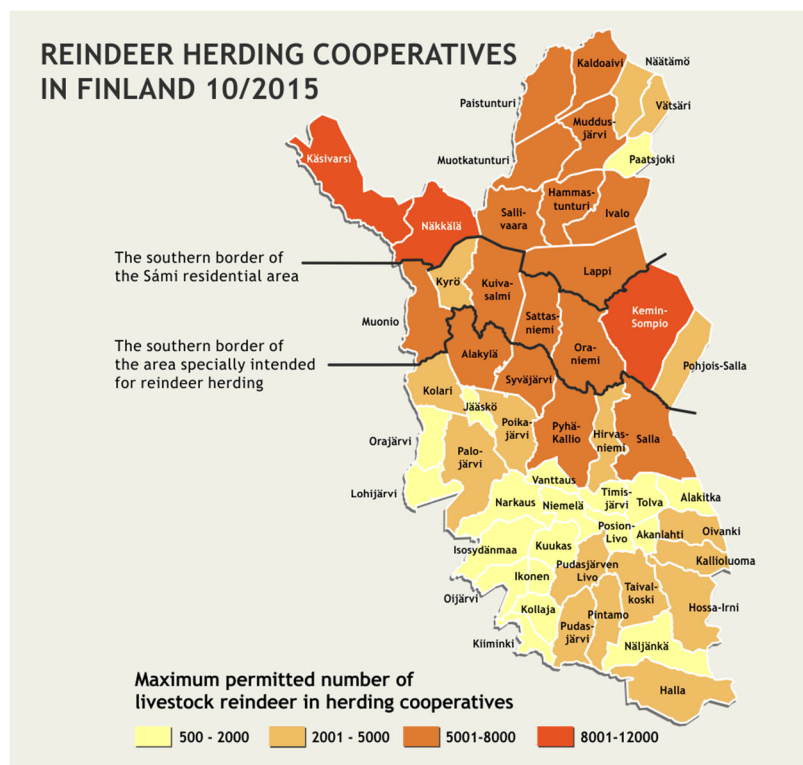 REINDEER HERDING COOPERATIVES
IN FINLAND 10/2015
Kaldoaivi
Näätämö
Paistunturi
Vätsäri
Muddus-
järvi
Muotkatunturi
Paatsjoki
Käsivarsi
Hammas-
tunturi
Salli-
vaara
Ivalo
Näkkälä
The southern border of
the Sámi residential area
Lappi
Kyrö
Kuiva-
salmi
Muonio
Sattas-
niemi
Kemin-
Sompio
Ora-
niemi
The southern border of
the area specially intended
for reindeer herding
Alakylä
Pohjois-Salla
Syväjärvi
Kolari
Jääskö
Poika-
järvi
Pyhä-
Kallio
Hirvas-
niemi
Salla
Orajärvi
Palo-
järvi
Vanttaus
Lohijärvi
Narkaus
Niemelä
Timis-
järvi
Tolva
Alakitka
Posion-
Livo
Akanlahti
Oivanki
Isosydänmaa
Kuukas
Kallioluoma
Pudasjärven
Livo
Ikonen
Taival-
koski
Oijärvi
Kollaja
Hossa-Irni
Pintamo
Pudas-
järvi
Kiiminki
Näljänkä
Halla
Maximum permitted number of
livestock reindeer in herding cooperatives
500 - 2000
2001 - 5000
5001-8000
8001-12000